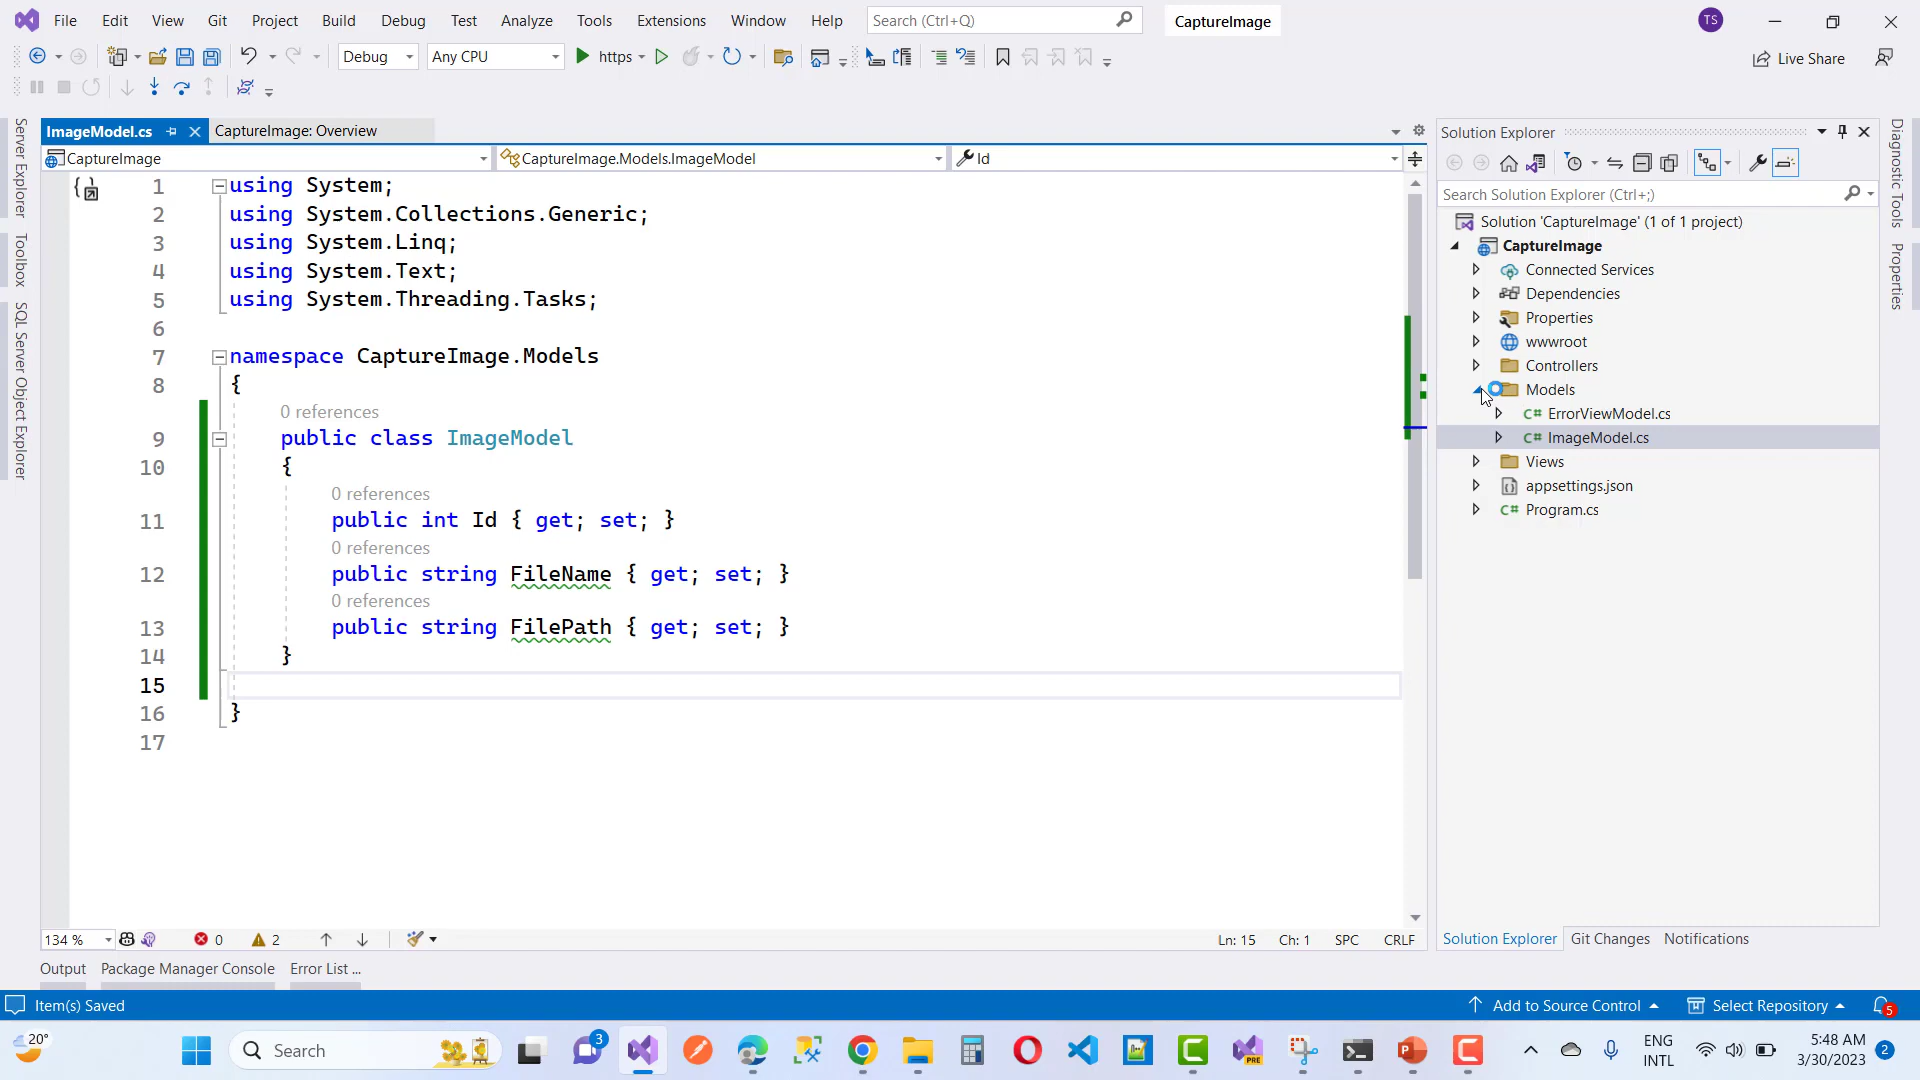 File Edit View Git Project Build Debug Test Analyze Tools Extensions Window Help Search (Ctrl+Q) CaptureImage TS
Debug Any CPU https Live Share
ImageModel.cs CaptureImage: Overview
CaptureImage CaptureImage.Models.ImageModel Id
1 using System;
2 using System.Collections.Generic;
3 using System.Linq;
4 using System.Text;
5 using System.Threading.Tasks;
6
7 namespace CaptureImage.Models
8 {
0 references
9 public class ImageModel
10 {
0 references
11 public int Id { get; set; }
0 references
12 public string FileName { get; set; }
0 references
13 public string FilePath { get; set; }
14 }
15
16 }
17
134 % 0 2 Ln: 15 Ch: 1 SPC CRLF
Server Explorer
Toolbox
SQL Server Object Explorer
Solution Explorer
Search Solution Explorer (Ctrl+;)
Solution 'CaptureImage' (1 of 1 project)
CaptureImage
Connected Services
Dependencies
Properties
wwwroot
Controllers
Models
C# ErrorViewModel.cs
C# ImageModel.cs
Views
appsettings.json
C# Program.cs
Solution Explorer Git Changes Notifications
Diagnostic Tools
Properties
Output Package Manager Console Error List ...
Item(s) Saved Add to Source Control Select Repository 5
20° Search 3 PRE ENG
INTL
5:48 AM
3/30/2023 2